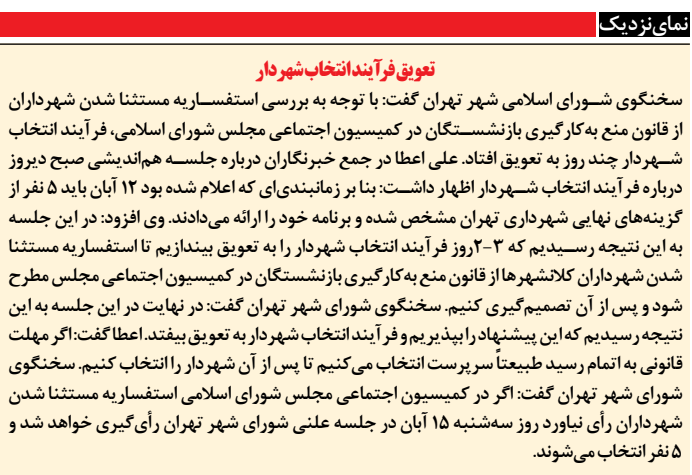 نمای‌نزدیک
تعویق فرآیند انتخاب شهردار
سخنگوی شورای اسلامی شهر تهران گفت: با توجه به بررسی استفساریه مستثنا شدن شهرداران
از قانون منع به‌کارگیری بازنشستگان در کمیسیون اجتماعی مجلس شورای اسلامی، فرآیند انتخاب
شهردار چند روز به تعویق افتاد. علی اعطا در جمع خبرنگاران درباره جلسه هم‌اندیشی صبح دیروز
درباره فرآیند انتخاب شهردار اظهار داشت: بنا بر زمانبندی‌ای که اعلام شده بود ۱۲ آبان باید ۵ نفر از
گزینه‌های نهایی شهرداری تهران مشخص شده و برنامه خود را ارائه می‌دادند. وی افزود: در این جلسه
به این نتیجه رسیدیم که ۳-۲روز فرآیند انتخاب شهردار را به تعویق بیندازیم تا استفساریه مستثنا
شدن شهرداران کلانشهرها از قانون منع به‌کارگیری بازنشستگان در کمیسیون اجتماعی مجلس مطرح
شود و پس از آن تصمیم‌گیری کنیم. سخنگوی شورای شهر تهران گفت: در نهایت در این جلسه به این
نتیجه رسیدیم که این پیشنهاد را بپذیریم و فرآیند انتخاب شهردار به تعویق بیفتد. اعطا گفت: اگر مهلت
قانونی به اتمام رسید طبیعتاً سرپرست انتخاب می‌کنیم تا پس از آن شهردار را انتخاب کنیم. سخنگوی
شورای شهر تهران گفت: اگر در کمیسیون اجتماعی مجلس شورای اسلامی استفساریه مستثنا شدن
شهرداران رأی نیاورد روز سه‌شنبه ۱۵ آبان در جلسه علنی شورای شهر تهران رأی‌گیری خواهد شد و
۵ نفر انتخاب می‌شوند.